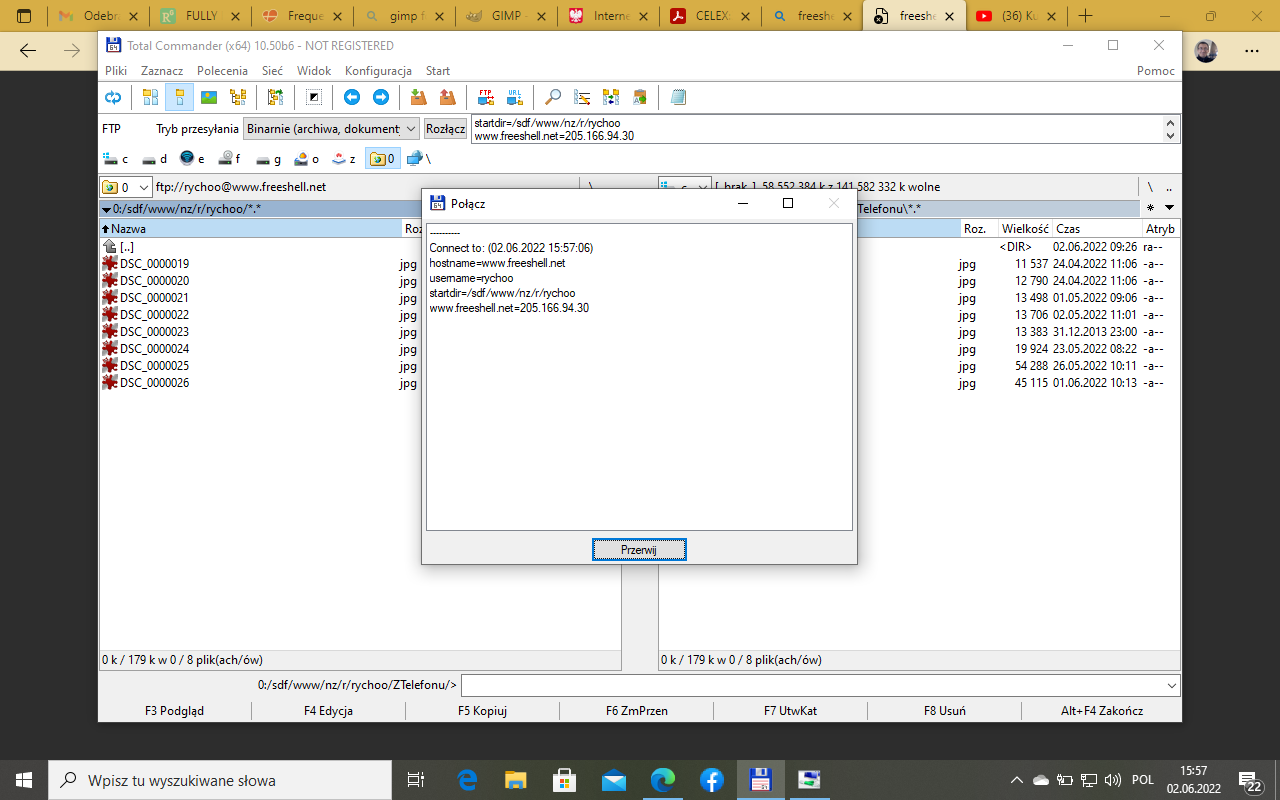 Odebra
FULLY
Freque
gimp f
GIMP -
Interne
CELEX:
freeshe
freeshe
(36) Ku
Total Commander (x64) 10.50b6 - NOT REGISTERED
Pliki Zaznacz Polecenia Sieć Widok Konfiguracja Start Pomoc
FTP
URL
FTP Tryb przesyłania Binarnie (archiwa, dokument Rozłącz
startdir=/sdf/www/nz/r/rychoo
www.freeshell.net=205.166.94.30
c d e f g o z 0 \
0 ftp://rychoo@www.freeshell.net \
c [_brak_] 58 552 384 k z 141 582 332 k wolne \ ..
0:/sdf/www/nz/r/rychoo/*.*
Telefonu\*.* *
Nazwa Roz
Roz. Wielkość Czas Atryb
[..]
<DIR> 02.06.2022 09:26 ra--
DSC_0000019 jpg
jpg 11 537 24.04.2022 11:06 -a--
DSC_0000020 jpg
jpg 12 790 24.04.2022 11:06 -a--
DSC_0000021 jpg
jpg 13 498 01.05.2022 09:06 -a--
DSC_0000022 jpg
jpg 13 706 02.05.2022 11:01 -a--
DSC_0000023 jpg
jpg 13 383 31.12.2013 23:00 -a--
DSC_0000024 jpg
jpg 19 924 23.05.2022 08:22 -a--
DSC_0000025 jpg
jpg 54 288 26.05.2022 10:11 -a--
DSC_0000026 jpg
jpg 45 115 01.06.2022 10:13 -a--
Połącz
----------
Connect to: (02.06.2022 15:57:06)
hostname=www.freeshell.net
username=rychoo
startdir=/sdf/www/nz/r/rychoo
www.freeshell.net=205.166.94.30
Przerwij
0 k / 179 k w 0 / 8 plik(ach/ów)
0 k / 179 k w 0 / 8 plik(ach/ów)
0:/sdf/www/nz/r/rychoo/ZTelefonu/>
F3 Podgląd F4 Edycja F5 Kopiuj F6 ZmPrzen F7 UtwKat F8 Usuń Alt+F4 Zakończ
Wpisz tu wyszukiwane słowa
POL
15:57
02.06.2022
22